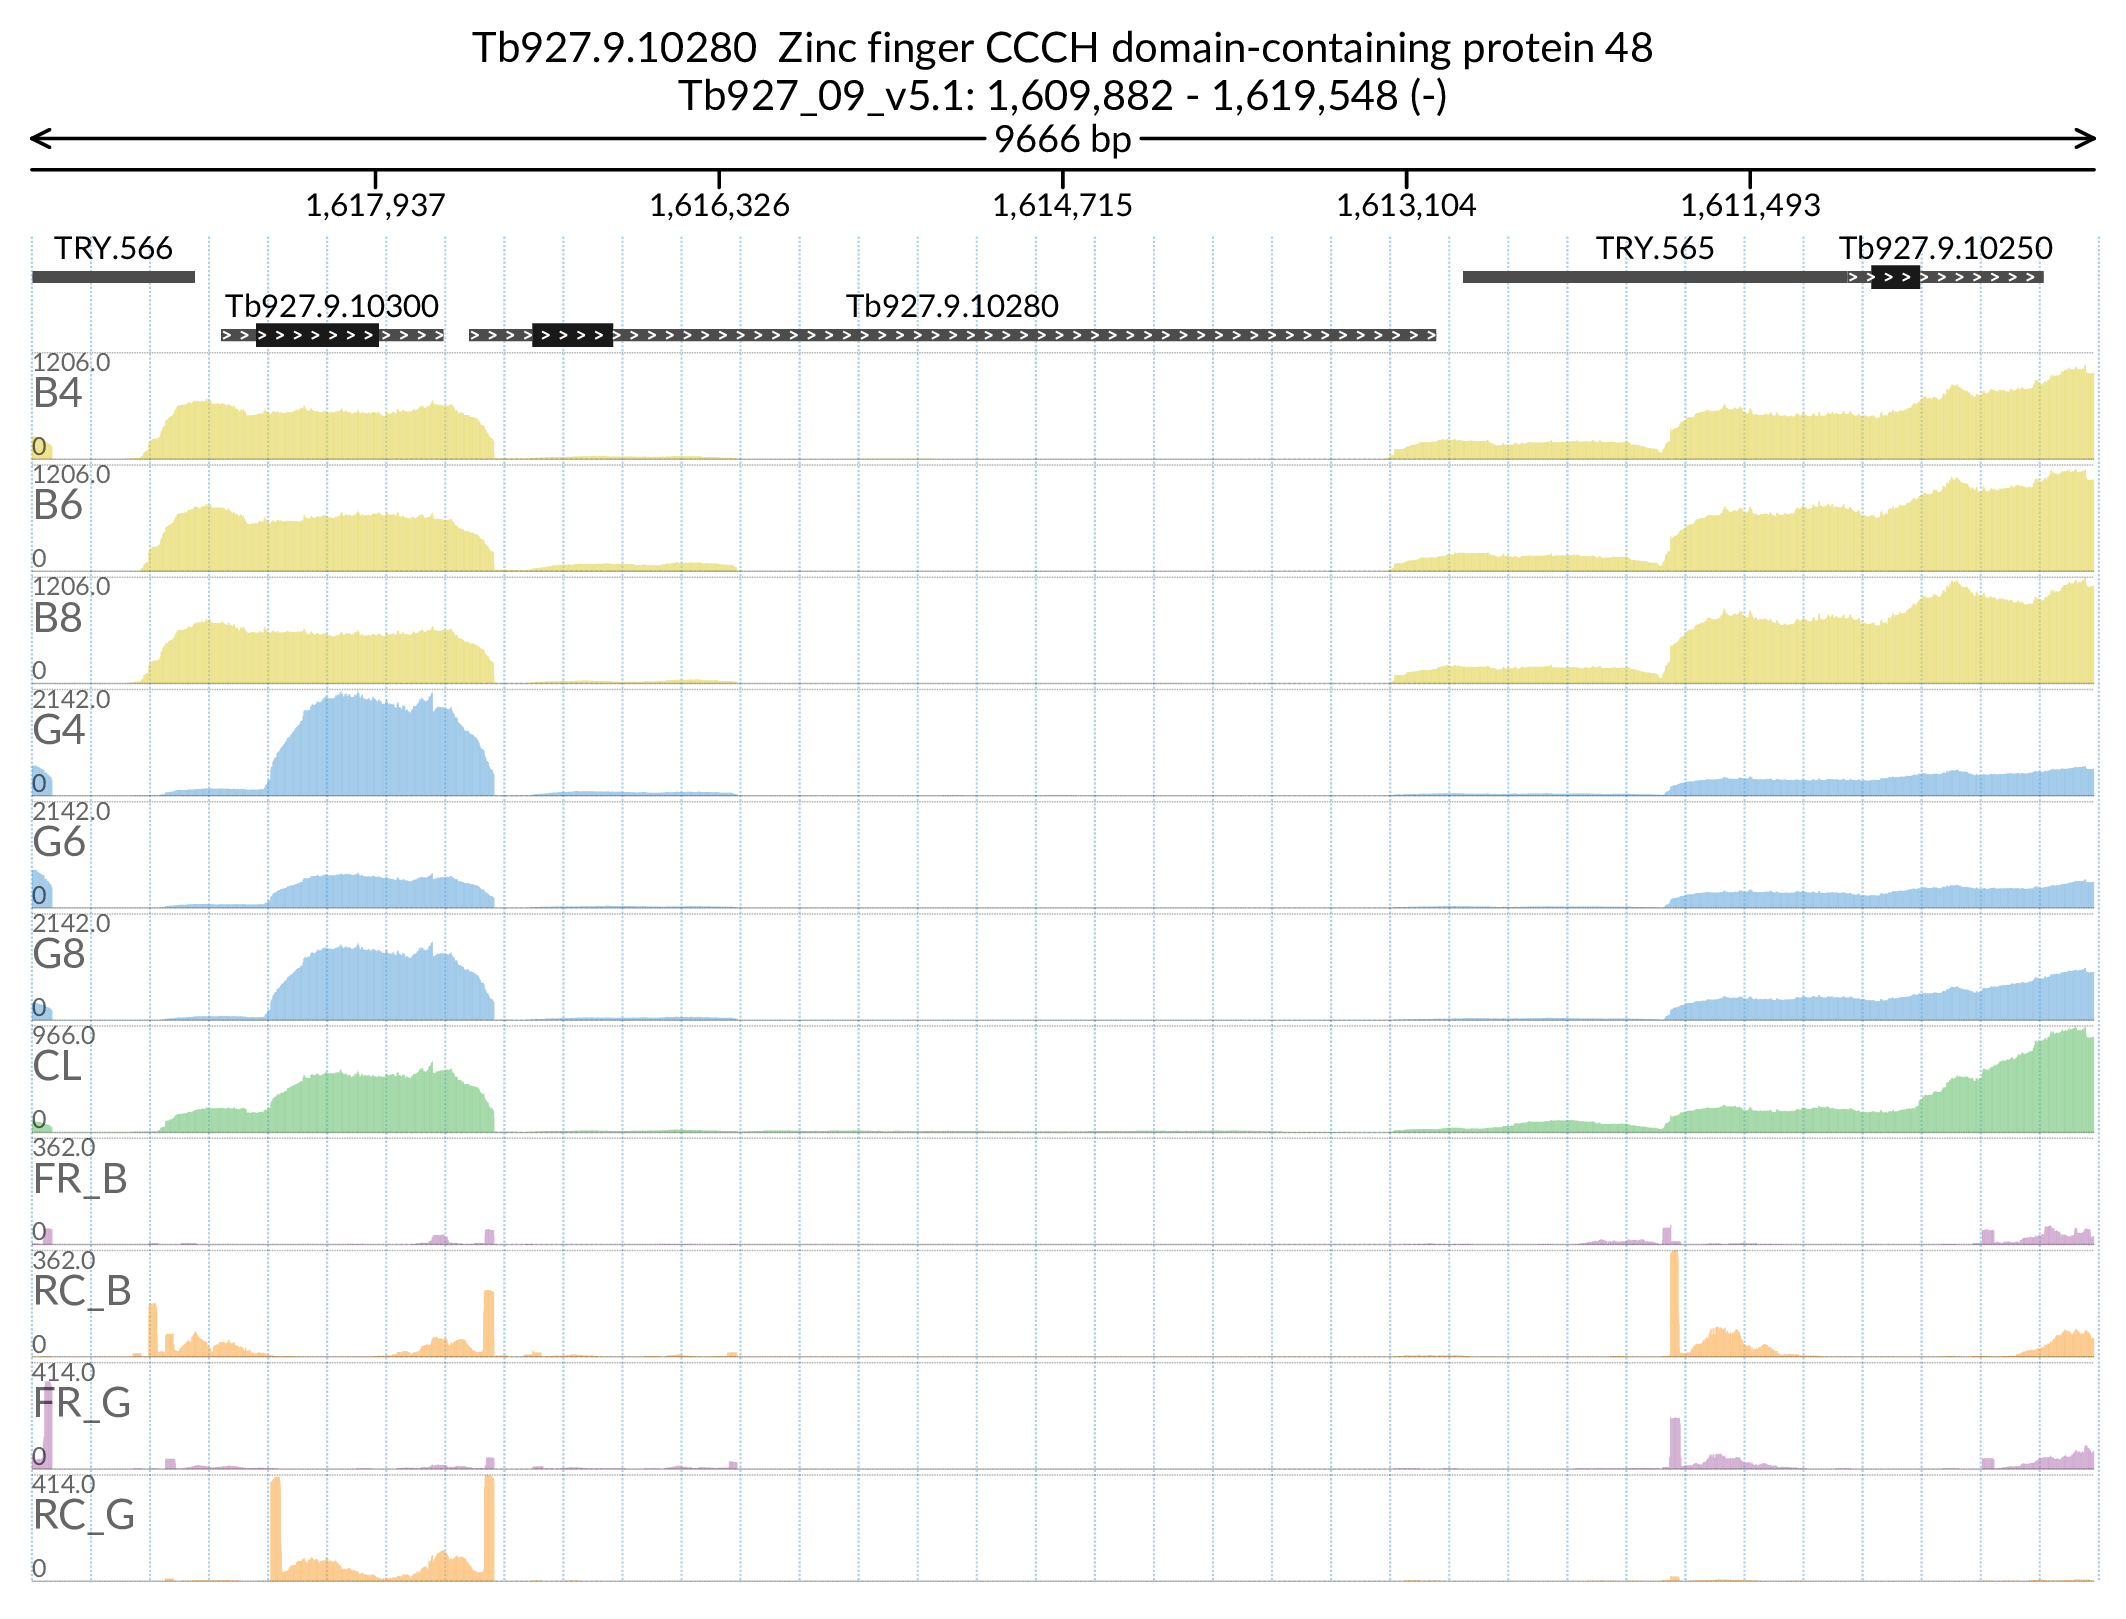 Tb927.9.10280  Zinc finger CCCH domain-containing protein 48
Tb927_09_v5.1: 1,609,882 - 1,619,548 (-)
9666 bp
1,617,937 1,616,326 1,614,715 1,613,104 1,611,493
TRY.566 TRY.565 Tb927.9.10250
Tb927.9.10300 Tb927.9.10280
1206.0
B4
0
1206.0
B6
0
1206.0
B8
0
2142.0
G4
0
2142.0
G6
0
2142.0
G8
0
966.0
CL
0
362.0
FR_B
0
362.0
RC_B
0
414.0
FR_G
0
414.0
RC_G
0